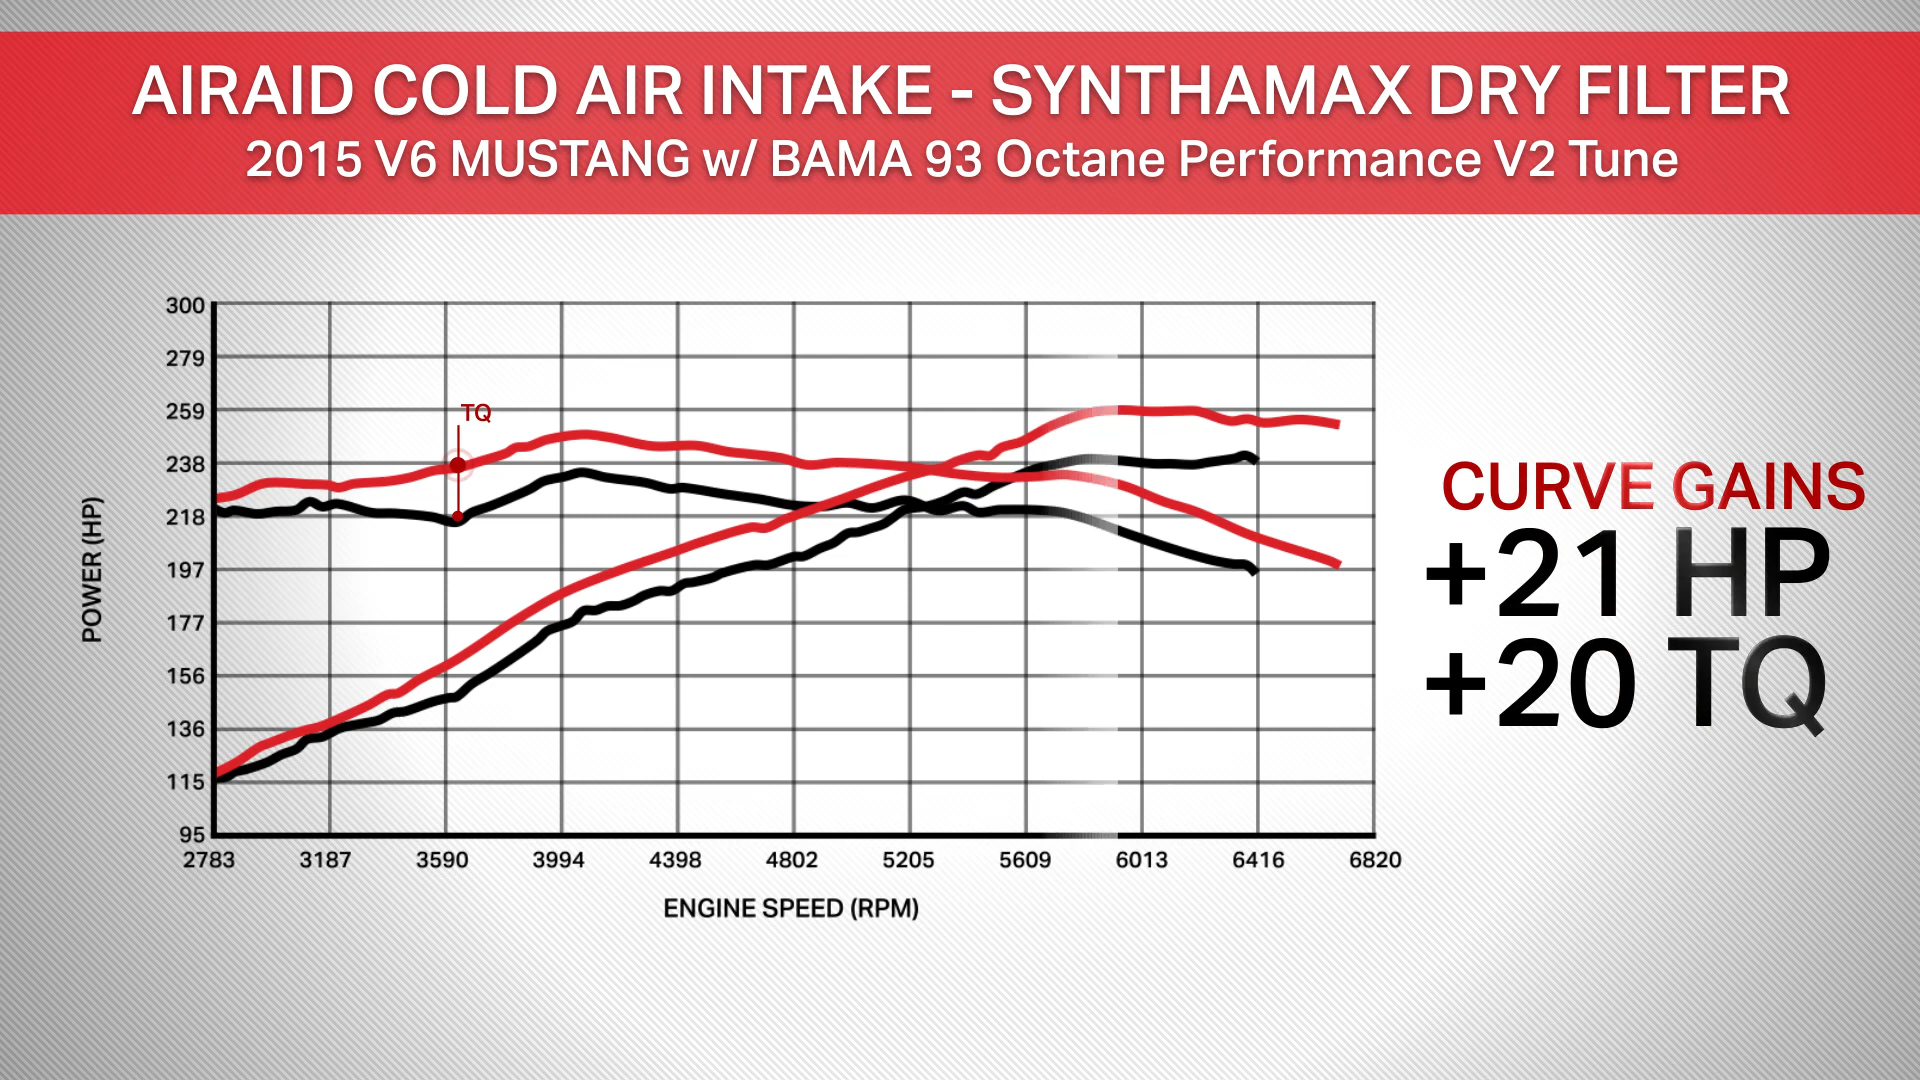 AIRAID COLD AIR INTAKE - SYNTHAMAX DRY FILTER
2015 V6 MUSTANG w/ BAMA 93 Octane Performance V2 Tune
300
279
259
238
218
197
177
156
136
115
95
POWER (HP)
TQ
2783 3187 3590 3994 4398 4802 5205 5609 6013 6416 6820
ENGINE SPEED (RPM)
CURVE GAINS
+21 HP
+20 TQ